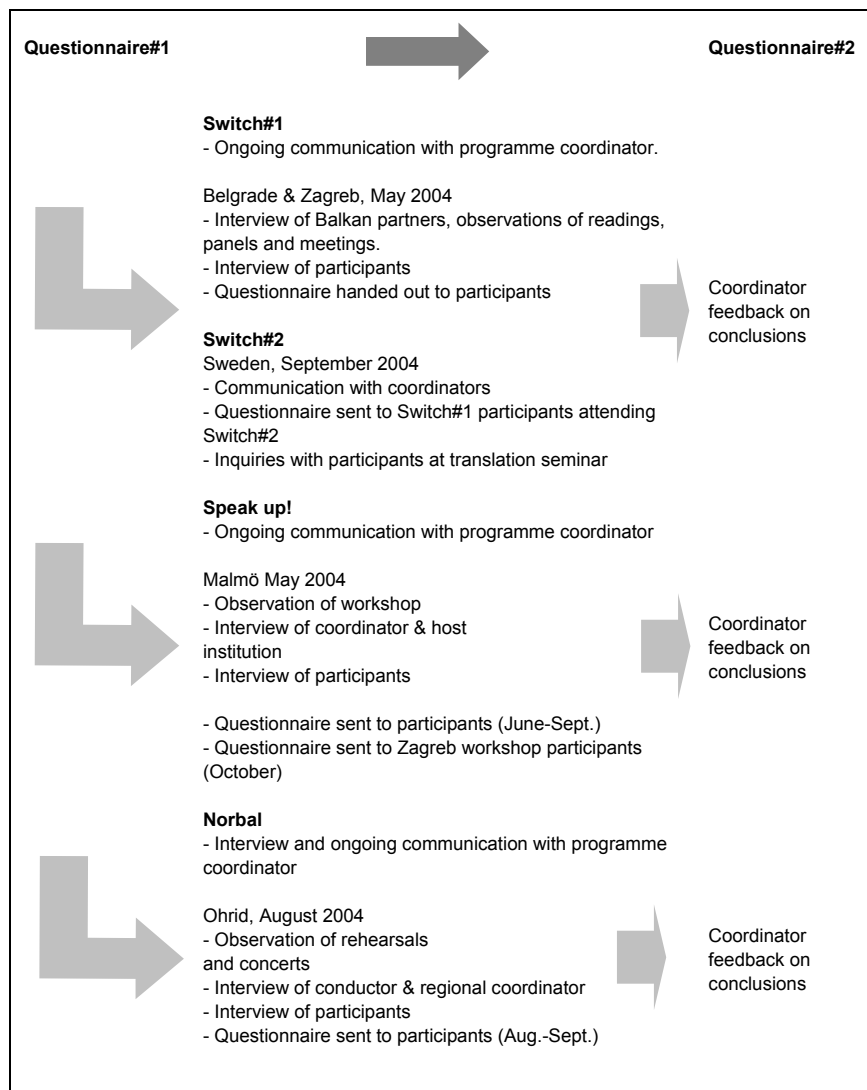 Questionnaire#1
Questionnaire#2
Switch#1
- Ongoing communication with programme coordinator.
Belgrade & Zagreb, May 2004
- Interview of Balkan partners, observations of readings,
panels and meetings.
- Interview of participants
- Questionnaire handed out to participants
Coordinator
feedback on
conclusions
Switch#2
Sweden, September 2004
- Communication with coordinators
- Questionnaire sent to Switch#1 participants attending
Switch#2
- Inquiries with participants at translation seminar
Speak up!
- Ongoing communication with programme coordinator
Malmö May 2004
- Observation of workshop
- Interview of coordinator & host
institution
- Interview of participants
Coordinator
feedback on
conclusions
- Questionnaire sent to participants (June-Sept.)
- Questionnaire sent to Zagreb workshop participants
(October)
Norbal
- Interview and ongoing communication with programme
coordinator
Ohrid, August 2004
- Observation of rehearsals
and concerts
- Interview of conductor & regional coordinator
- Interview of participants
- Questionnaire sent to participants (Aug.-Sept.)
Coordinator
feedback on
conclusions